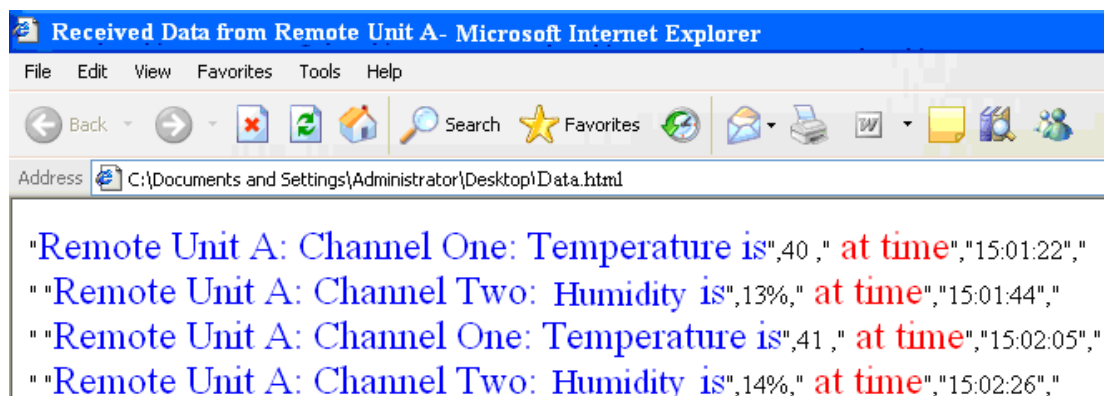 Received Data from Remote Unit A- Microsoft Internet Explorer
File Edit View Favorites Tools Help
Back Search Favorites W
Address C:\Documents and Settings\Administrator\Desktop\Data.html
"Remote Unit A: Channel One: Temperature is",40 ," at time","15:01:22","
" "Remote Unit A: Channel Two: Humidity is",13%," at time","15:01:44","
" "Remote Unit A: Channel One: Temperature is",41 ," at time","15:02:05","
" "Remote Unit A: Channel Two: Humidity is",14%," at time","15:02:26","